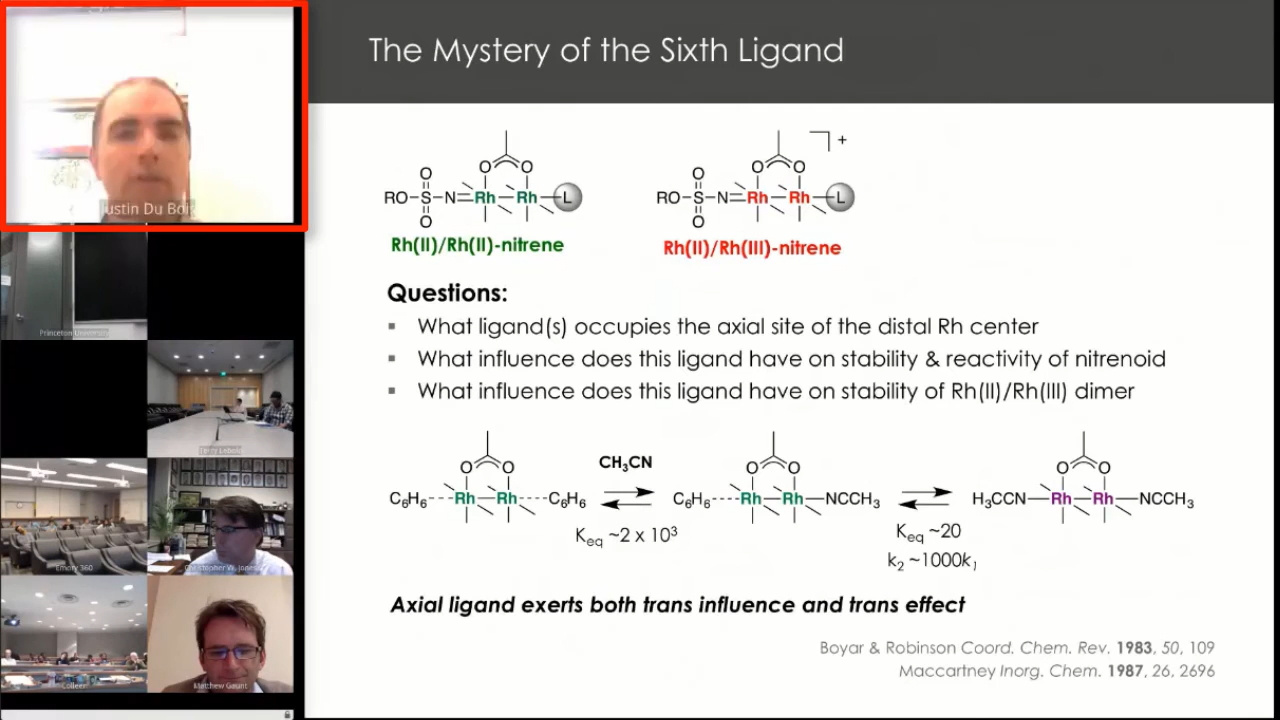 The Mystery of the Sixth Ligand
Justin Du Bois
O O
RO–S–N=Rh–Rh–L
O
O
Rh(II)/Rh(II)-nitrene
O O
RO–S–N=Rh–Rh–L
O
O
+
Rh(II)/Rh(III)-nitrene
Questions:
▪ What ligand(s) occupies the axial site of the distal Rh center
▪ What influence does this ligand have on stability & reactivity of nitrenoid
▪ What influence does this ligand have on stability of Rh(II)/Rh(III) dimer
O O
C₆H₆---Rh–Rh---C₆H₆
CH₃CN
Keq ~2 x 10³
O O
C₆H₆---Rh–Rh–NCCH₃
Keq ~20
k₂ ~1000k₁
O O
H₃CCN–Rh–Rh–NCCH₃
Axial ligand exerts both trans influence and trans effect
Boyar & Robinson Coord. Chem. Rev. 1983, 50, 109
Maccartney Inorg. Chem. 1987, 26, 2696
Princeton University
Emory 360
Christopher W. Jones
Colleen
Matthew Gaunt